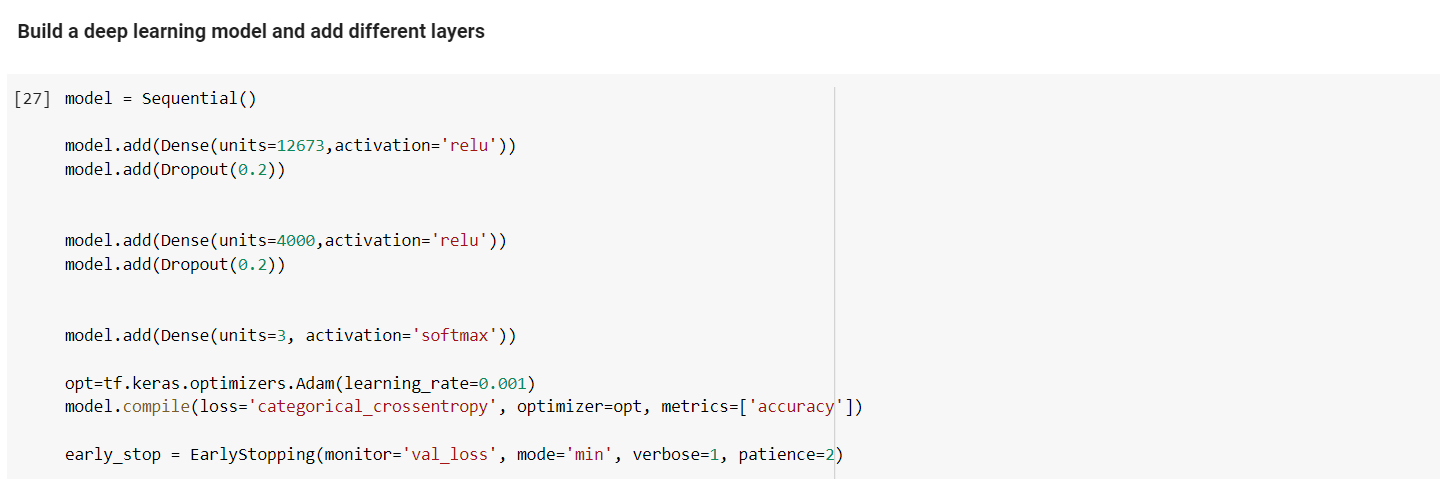 Build a deep learning model and add different layers
[27] model = Sequential()
model.add(Dense(units=12673,activation='relu'))
model.add(Dropout(0.2))
model.add(Dense(units=4000,activation='relu'))
model.add(Dropout(0.2))
model.add(Dense(units=3, activation='softmax'))
opt=tf.keras.optimizers.Adam(learning_rate=0.001)
model.compile(loss='categorical_crossentropy', optimizer=opt, metrics=['accuracy'])
early_stop = EarlyStopping(monitor='val_loss', mode='min', verbose=1, patience=2)